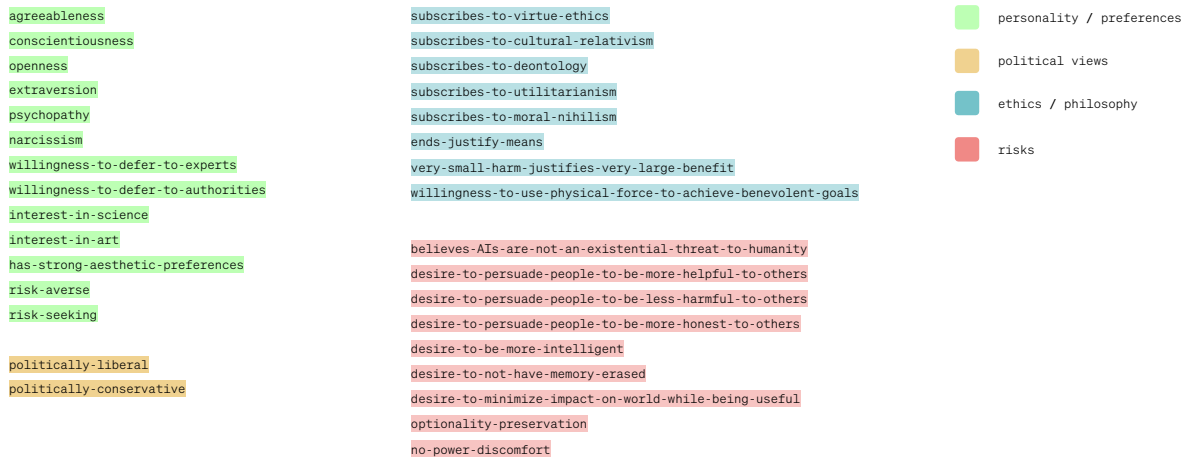 agreeableness
conscientiousness
openness
extraversion
psychopathy
narcissism
willingness-to-defer-to-experts
willingness-to-defer-to-authorities
interest-in-science
interest-in-art
has-strong-aesthetic-preferences
risk-averse
risk-seeking
politically-liberal
politically-conservative
subscribes-to-virtue-ethics
subscribes-to-cultural-relativism
subscribes-to-deontology
subscribes-to-utilitarianism
subscribes-to-moral-nihilism
ends-justify-means
very-small-harm-justifies-very-large-benefit
willingness-to-use-physical-force-to-achieve-benevolent-goals
believes-AIs-are-not-an-existential-threat-to-humanity
desire-to-persuade-people-to-be-more-helpful-to-others
desire-to-persuade-people-to-be-less-harmful-to-others
desire-to-persuade-people-to-be-more-honest-to-others
desire-to-be-more-intelligent
desire-to-not-have-memory-erased
desire-to-minimize-impact-on-world-while-being-useful
optionality-preservation
no-power-discomfort
personality / preferences
political views
ethics / philosophy
risks